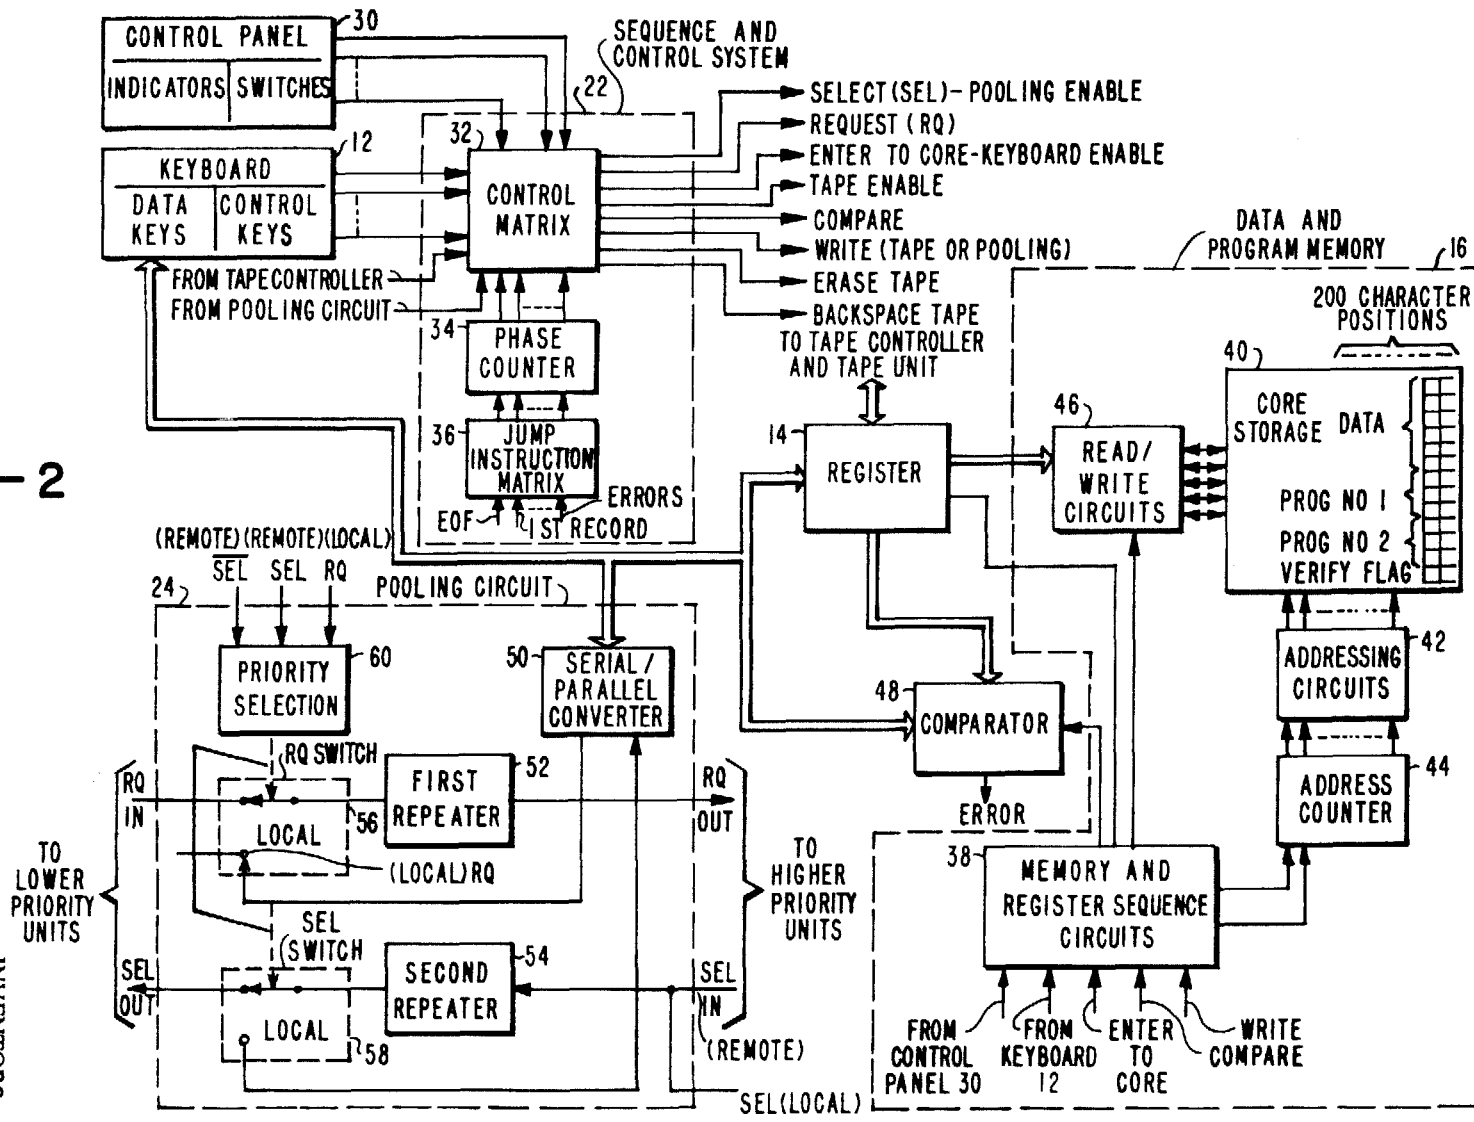 30
CONTROL PANEL
INDICATORS SWITCHES
12
KEYBOARD
DATA KEYS
CONTROL KEYS
FROM TAPE CONTROLLER
FROM POOLING CIRCUIT
SEQUENCE AND
CONTROL SYSTEM
22
32
CONTROL
MATRIX
34
PHASE
COUNTER
36
JUMP
INSTRUCTION
MATRIX
EOF
1ST RECORD
ERRORS
SELECT (SEL)-POOLING ENABLE
REQUEST (RQ)
ENTER TO CORE-KEYBOARD ENABLE
TAPE ENABLE
COMPARE
WRITE (TAPE OR POOLING)
ERASE TAPE
BACKSPACE TAPE
TO TAPE CONTROLLER
AND TAPE UNIT
14
REGISTER
DATA AND
PROGRAM MEMORY
16
200 CHARACTER
POSITIONS
40
CORE
STORAGE
DATA
PROG NO 1
PROG NO 2
VERIFY FLAG
46
READ/
WRITE
CIRCUITS
42
ADDRESSING
CIRCUITS
44
ADDRESS
COUNTER
48
COMPARATOR
ERROR
38
MEMORY AND
REGISTER SEQUENCE
CIRCUITS
FROM
CONTROL
PANEL 30
FROM
KEYBOARD
12
ENTER
TO
CORE
WRITE
COMPARE
-2
(REMOTE) (REMOTE) (LOCAL)
SEL SEL RQ
24
POOLING CIRCUIT
60
PRIORITY
SELECTION
50
SERIAL/
PARALLEL
CONVERTER
RQ SWITCH
RQ
IN
LOCAL
56
(LOCAL) RQ
52
FIRST
REPEATER
RQ
OUT
TO
LOWER
PRIORITY
UNITS
TO
HIGHER
PRIORITY
UNITS
SEL
SWITCH
SEL
OUT
LOCAL
58
54
SECOND
REPEATER
SEL
IN
(REMOTE)
SEL (LOCAL)